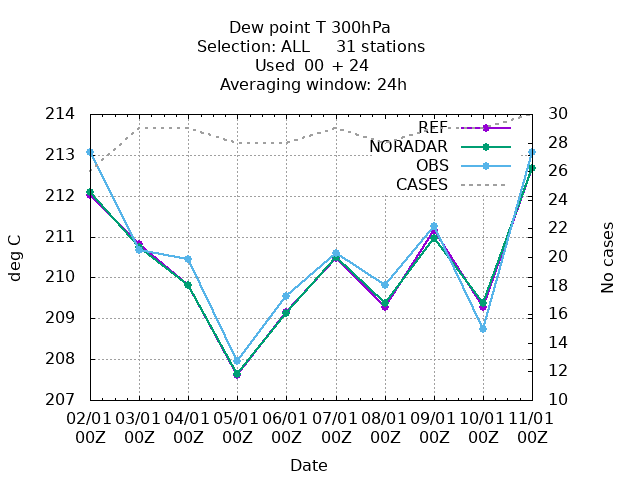 Dew point T 300hPa
Selection: ALL 31 stations
Used 00 + 24
Averaging window: 24h
214
213
212
211
210
209
208
207
deg C
30
28
26
24
22
20
18
16
14
12
10
No cases
REF
NORADAR
OBS
CASES
02/01 03/01 04/01 05/01 06/01 07/01 08/01 09/01 10/01 11/01
00Z 00Z 00Z 00Z 00Z 00Z 00Z 00Z 00Z 00Z
Date